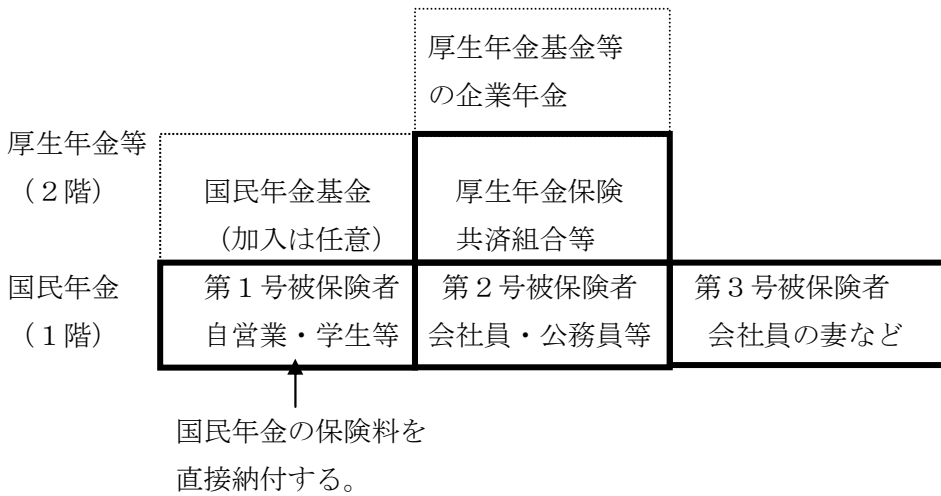 厚生年金基金等
の企業年金
厚生年金等
（２階）
国民年金基金
（加入は任意）
厚生年金保険
共済組合等
国民年金
（１階）
第１号被保険者
自営業・学生等
第２号被保険者
会社員・公務員等
第３号被保険者
会社員の妻など
国民年金の保険料を
直接納付する。